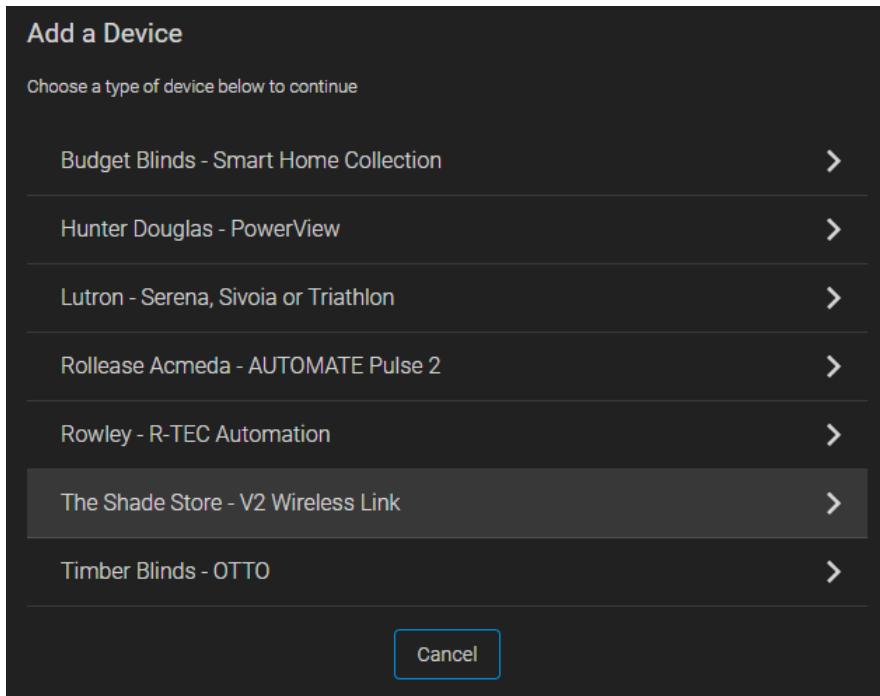 Add a Device
Choose a type of device below to continue
Budget Blinds - Smart Home Collection
Hunter Douglas - PowerView
Lutron - Serena, Sivoia or Triathlon
Rollease Acmeda - AUTOMATE Pulse 2
Rowley - R-TEC Automation
The Shade Store - V2 Wireless Link
Timber Blinds - OTTO
Cancel